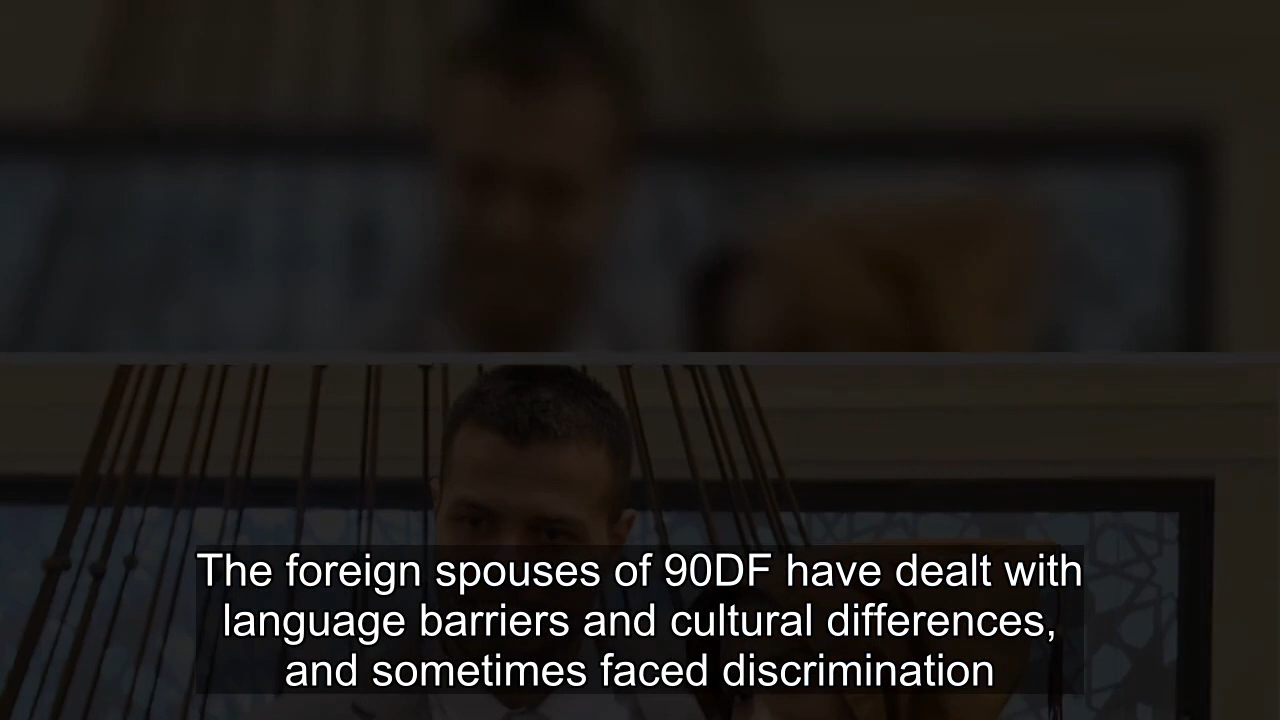 The foreign spouses of 90DF have dealt with
language barriers and cultural differences,
and sometimes faced discrimination